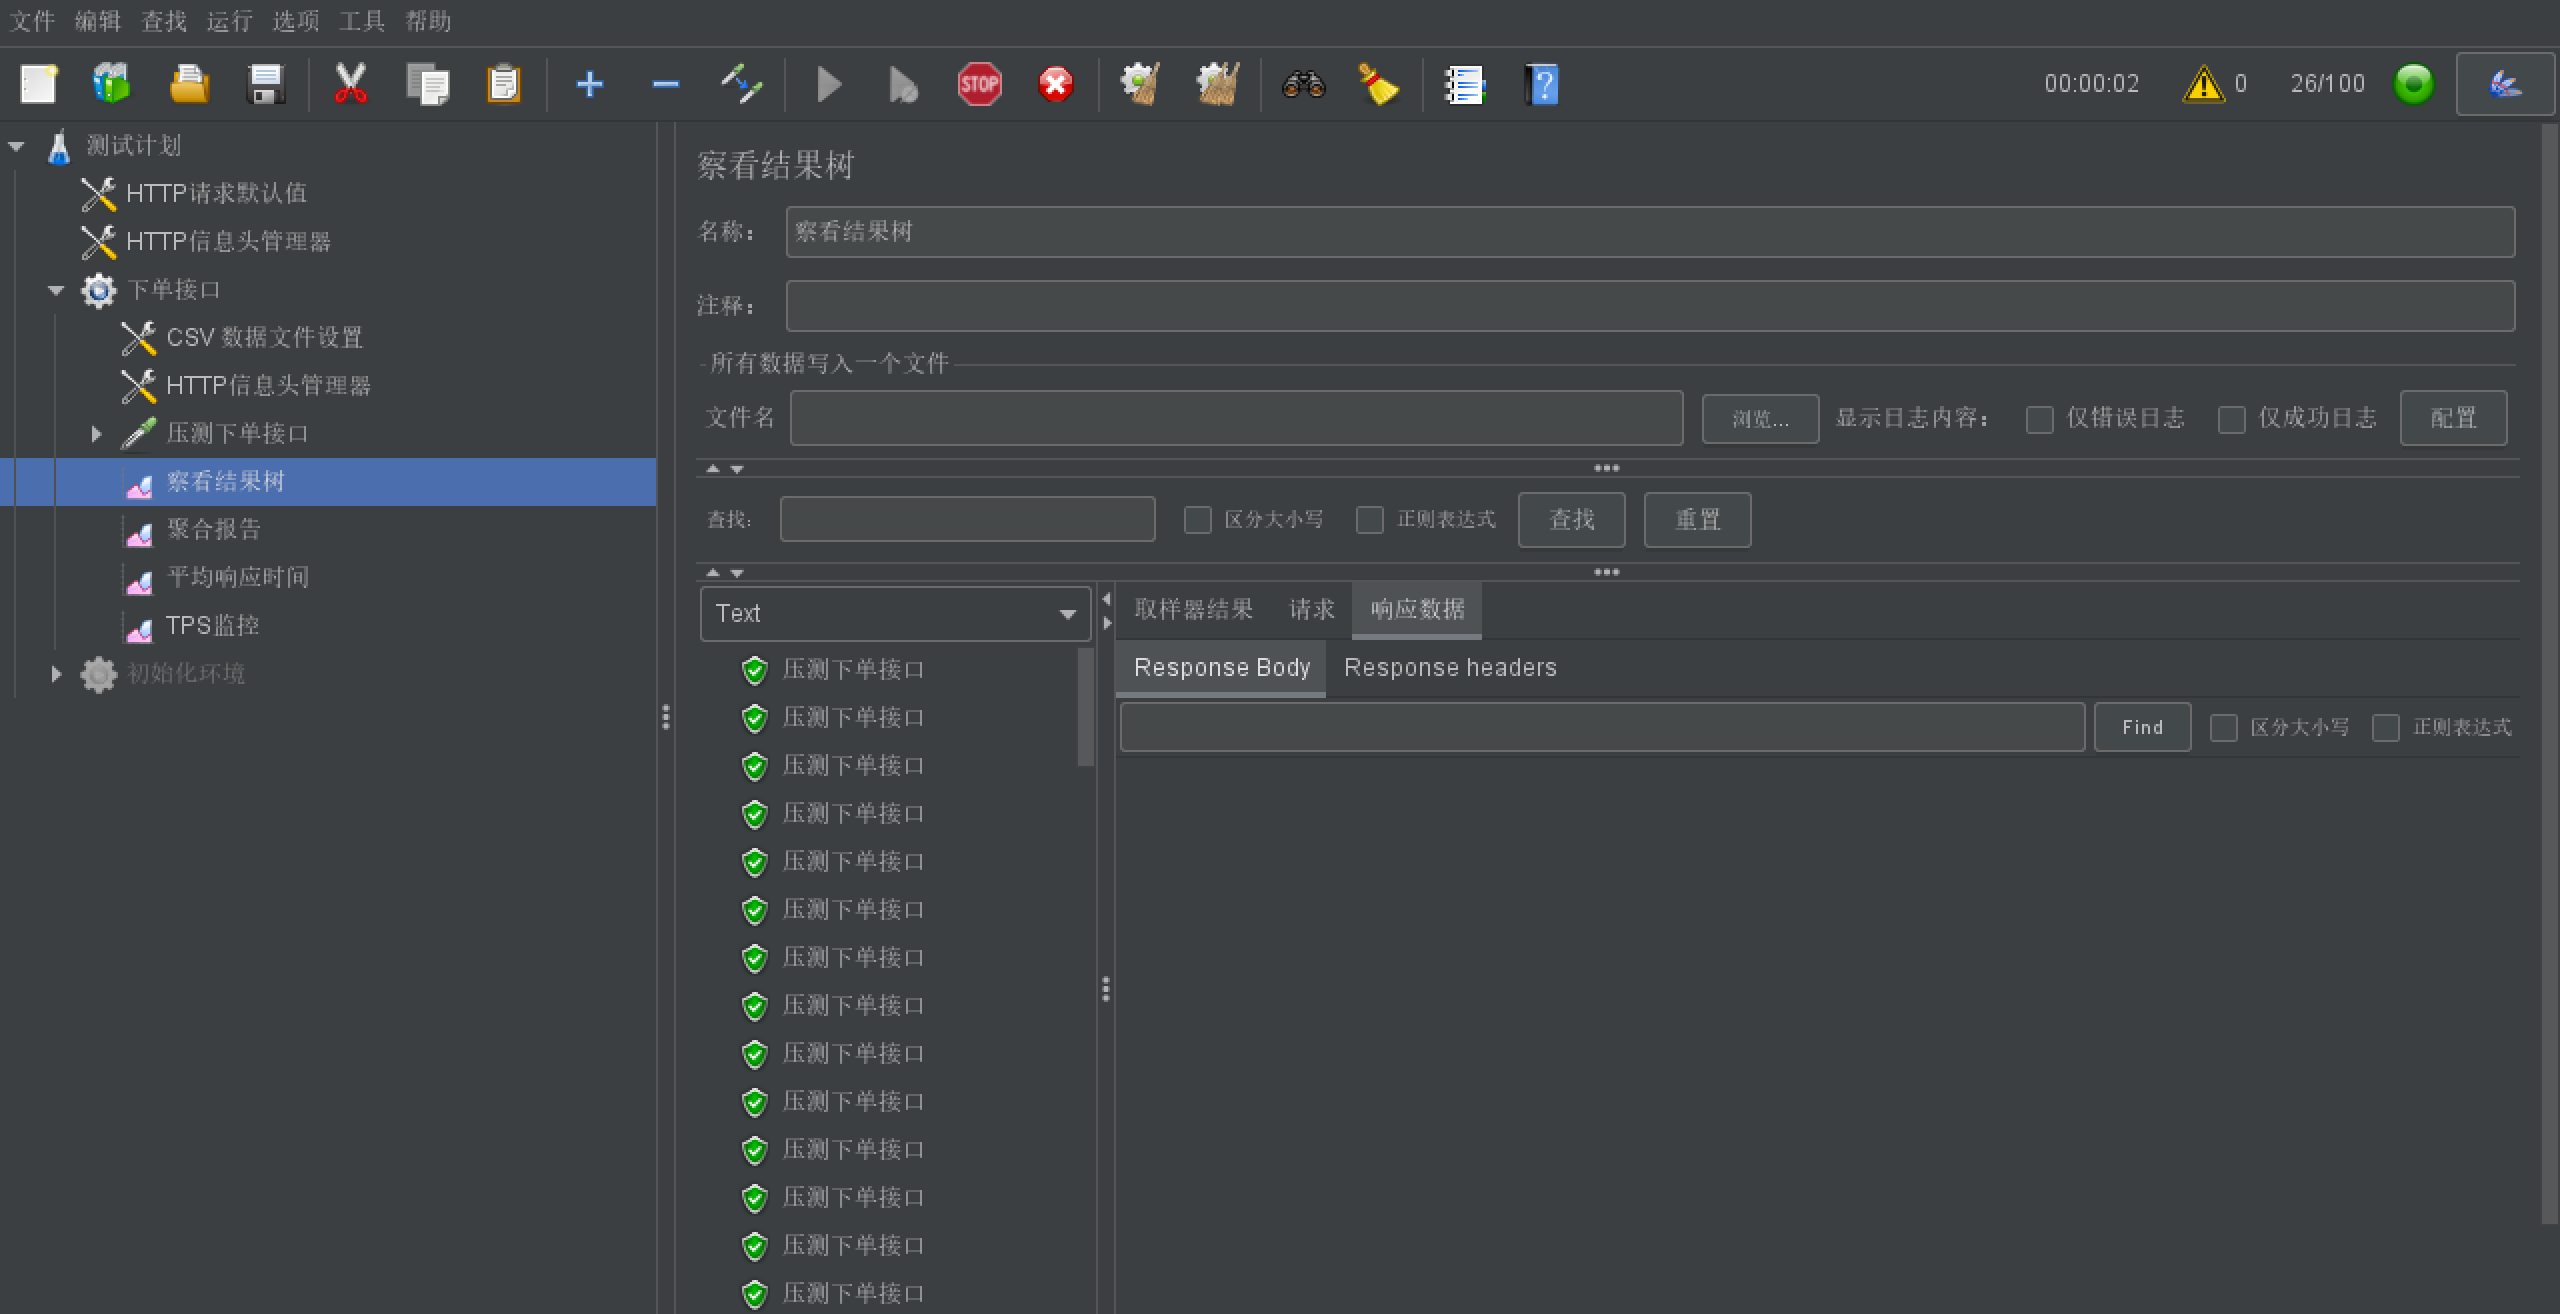 文件 编辑 查找 运行 选项 工具 帮助
STOP
00:00:02 0 26/100
测试计划
HTTP请求默认值
HTTP信息头管理器
下单接口
CSV 数据文件设置
HTTP信息头管理器
压测下单接口
察看结果树
聚合报告
平均响应时间
TPS监控
初始化环境
察看结果树
名称： 察看结果树
注释：
所有数据写入一个文件
文件名 浏览... 显示日志内容： 仅错误日志 仅成功日志 配置
查找： 区分大小写 正则表达式 查找 重置
Text
取样器结果 请求 响应数据
Response Body Response headers
Find 区分大小写 正则表达式
压测下单接口
压测下单接口
压测下单接口
压测下单接口
压测下单接口
压测下单接口
压测下单接口
压测下单接口
压测下单接口
压测下单接口
压测下单接口
压测下单接口
压测下单接口
压测下单接口